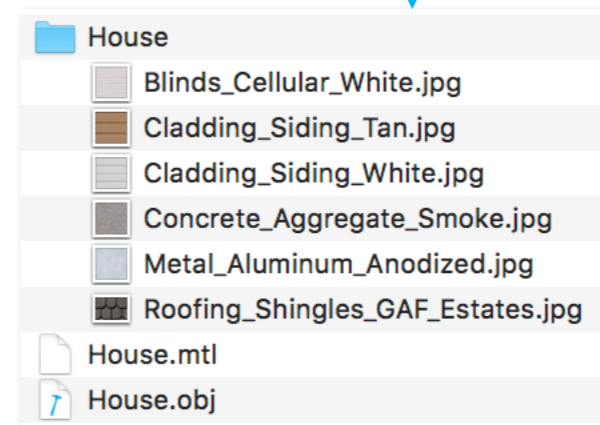 House
Blinds_Cellular_White.jpg
Cladding_Siding_Tan.jpg
Cladding_Siding_White.jpg
Concrete_Aggregate_Smoke.jpg
Metal_Aluminum_Anodized.jpg
Roofing_Shingles_GAF_Estates.jpg
House.mtl
House.obj